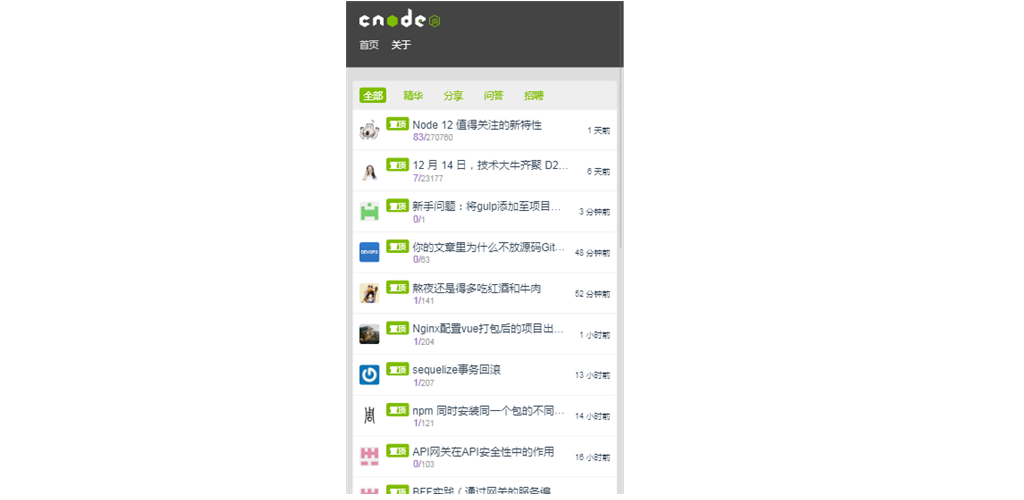 cnode JS
首页 关于
全部 精华 分享 问答 招聘
置顶 Node 12 值得关注的新特性 1 天前
83/270760
置顶 12 月 14 日，技术大牛齐聚 D2... 6 天前
7/23177
置顶 新手问题：将gulp添加至项目... 3 分钟前
0/1
DEVOPS 置顶 你的文章里为什么不放源码Git... 48 分钟前
0/63
置顶 熬夜还是得多吃红酒和牛肉 52 分钟前
1/141
置顶 Nginx配置vue打包后的项目出... 1 小时前
1/204
置顶 sequelize事务回滚 13 小时前
1/207
置顶 npm 同时安装同一个包的不同... 14 小时前
1/121
置顶 API网关在API安全性中的作用 16 小时前
0/103
置顶 BFF实践（通过网关的服务编